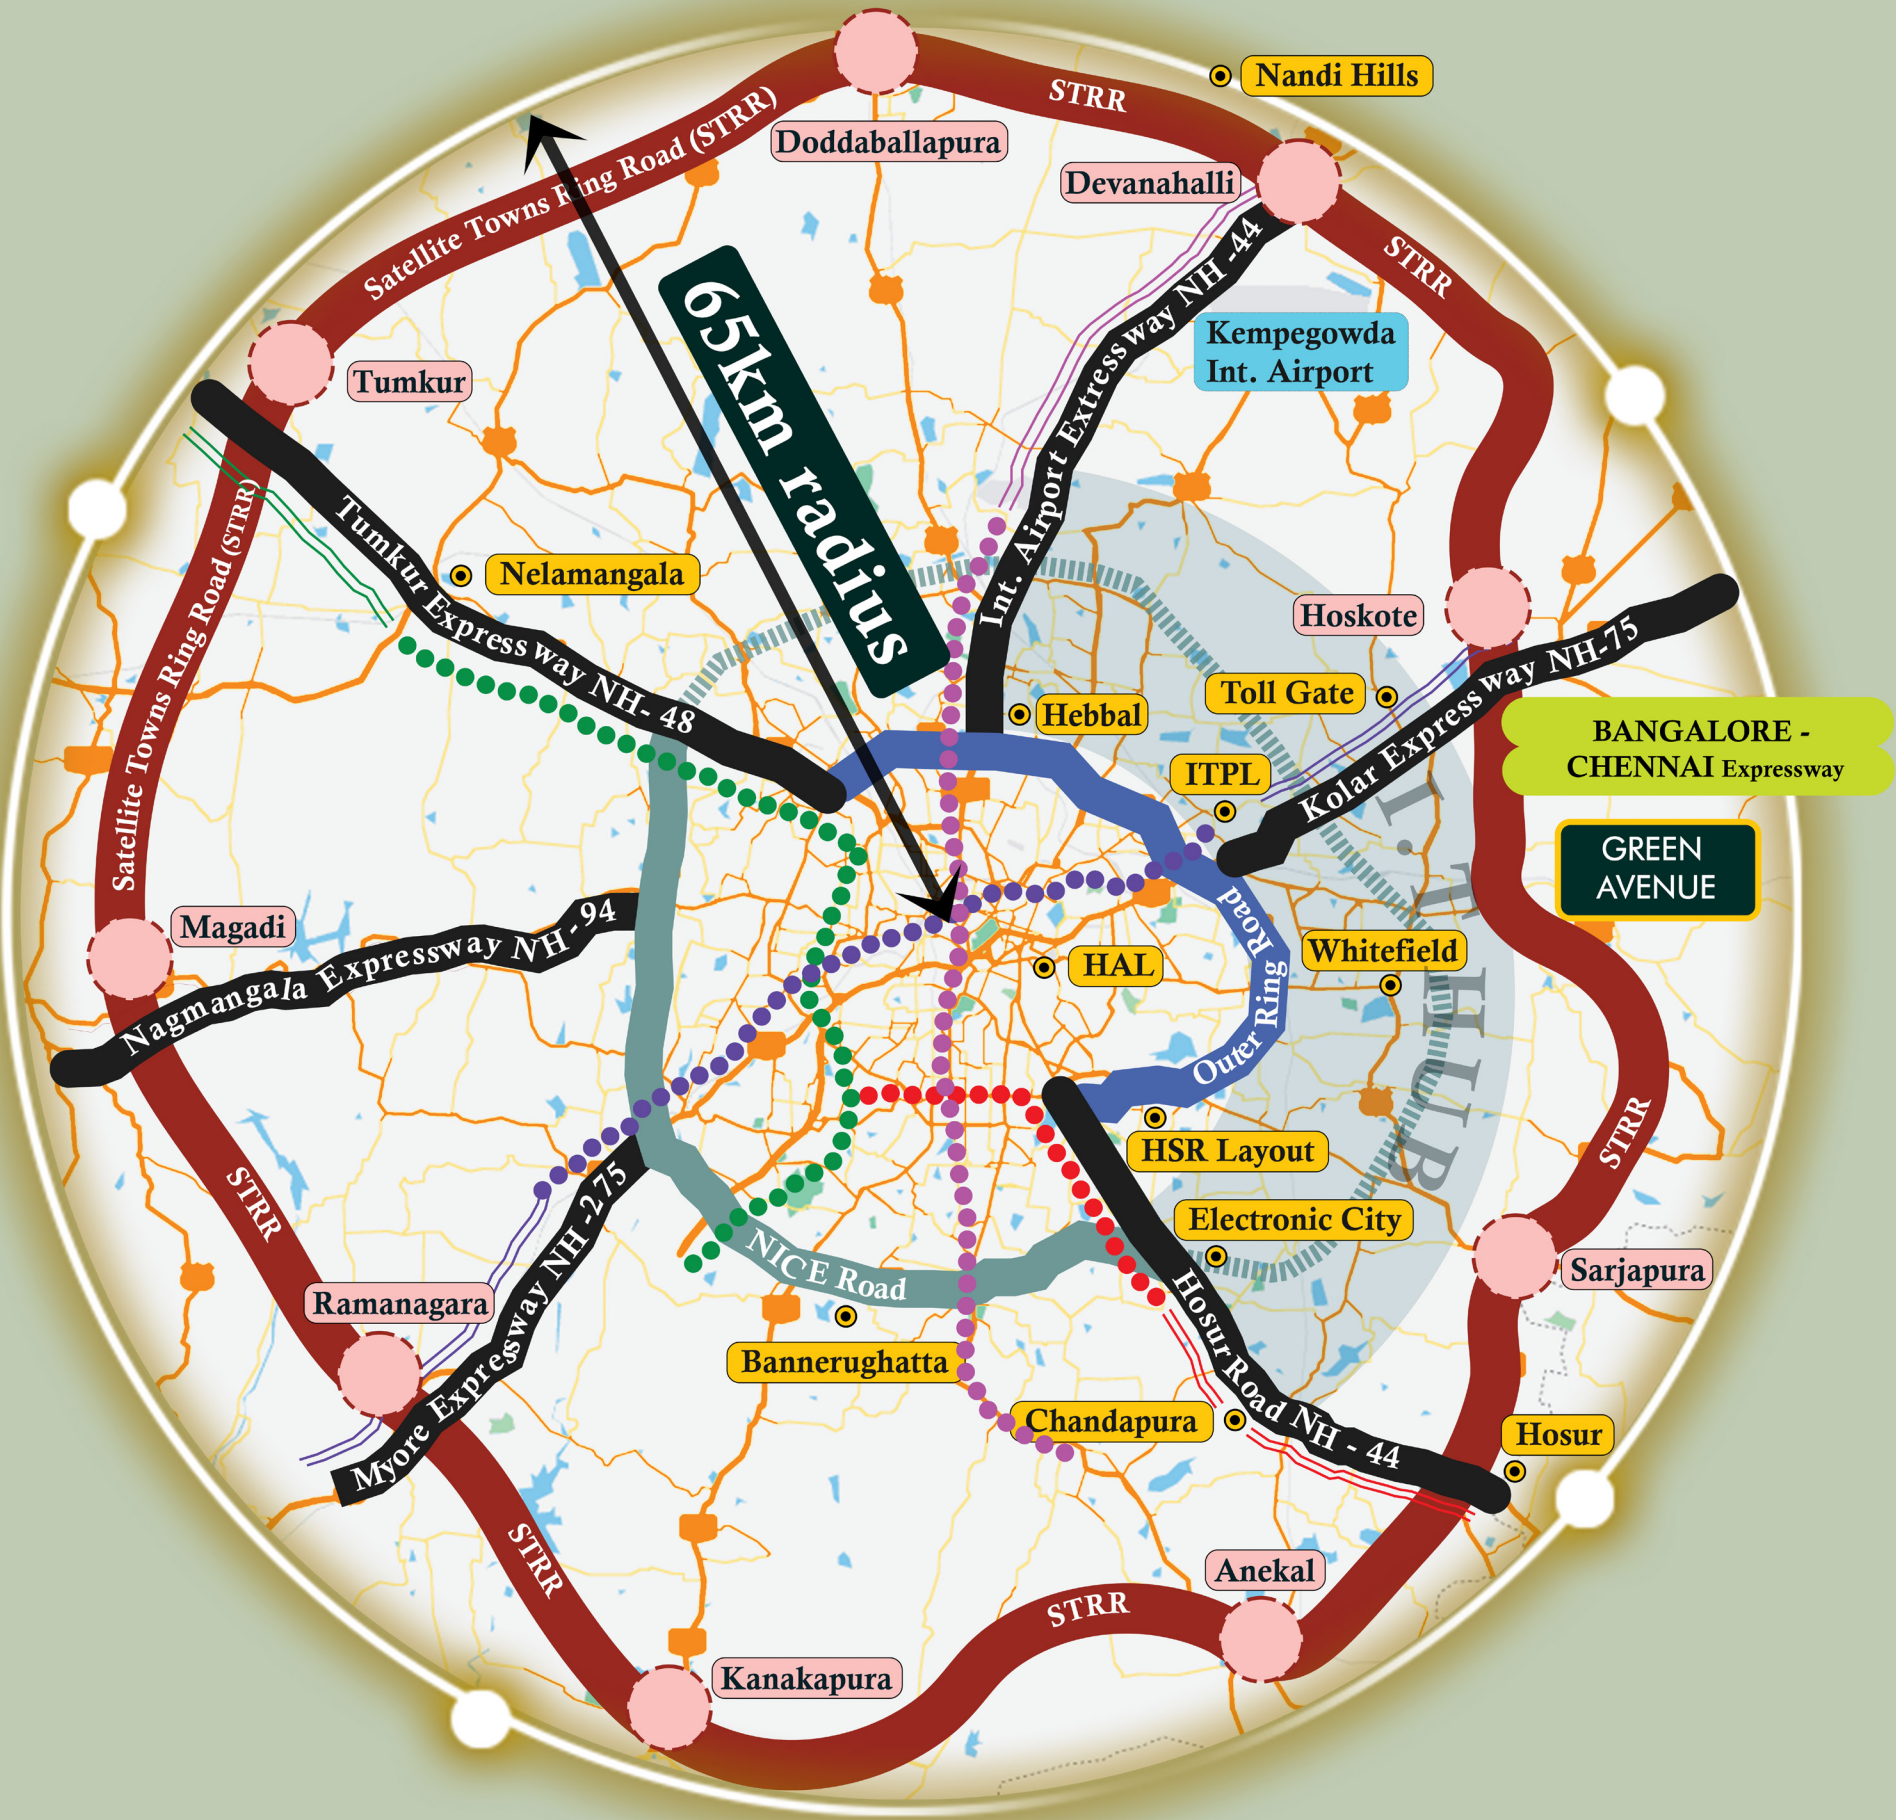 Nandi Hills
STRR
Doddaballapura
Devanahalli
Satellite Towns Ring Road (STRR)
STRR
Int. Airport Extressway NH -44
Kempegowda
Int. Airport
65km radius
Tumkur
Tumkur Express way NH- 48
Nelamangala
Satellite Towns Ring Road (STRR)
Hoskote
Kolar Express way NH-75
Toll Gate
Hebbal
BANGALORE -
CHENNAI Expressway
ITPL
I.T HUB
GREEN
AVENUE
Magadi
Nagmangala Expressway NH-94
Outer Ring Road
Whitefield
HAL
HSR Layout
STRR
STRR
Myore Expressway NH -275
Electronic City
NICE Road
Sarjapura
Ramanagara
Bannerughatta
Hosur Road NH - 44
Chandapura
Hosur
STRR
Anekal
STRR
Kanakapura